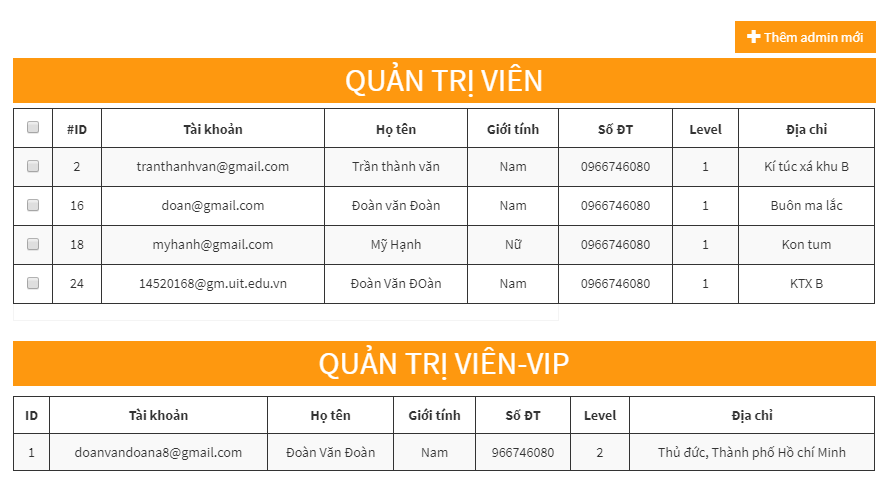 Thêm admin mới
QUẢN TRỊ VIÊN
#ID Tài khoản Họ tên Giới tính Số ĐT Level Địa chỉ
2 tranthanhvan@gmail.com Trần thành văn Nam 0966746080 1 Kí túc xá khu B
16 doan@gmail.com Đoàn văn Đoàn Nam 0966746080 1 Buôn ma lắc
18 myhanh@gmail.com Mỹ Hạnh Nữ 0966746080 1 Kon tum
24 14520168@gm.uit.edu.vn Đoàn Văn ĐOàn Nam 0966746080 1 KTX B
QUẢN TRỊ VIÊN-VIP
ID Tài khoản Họ tên Giới tính Số ĐT Level Địa chỉ
1 doanvandoana8@gmail.com Đoàn Văn Đoàn Nam 966746080 2 Thủ đức, Thành phố Hồ chí Minh